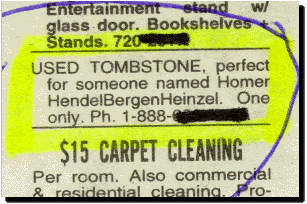 Entertainment stand w/
glass door. Bookshelves +
Stands. 720-
USED TOMBSTONE, perfect
for someone named Homer
HendelBergenHeinzel. One
only. Ph. 1-888-
$15 CARPET CLEANING
Per room. Also commercial
& residential cleaning. Pro-